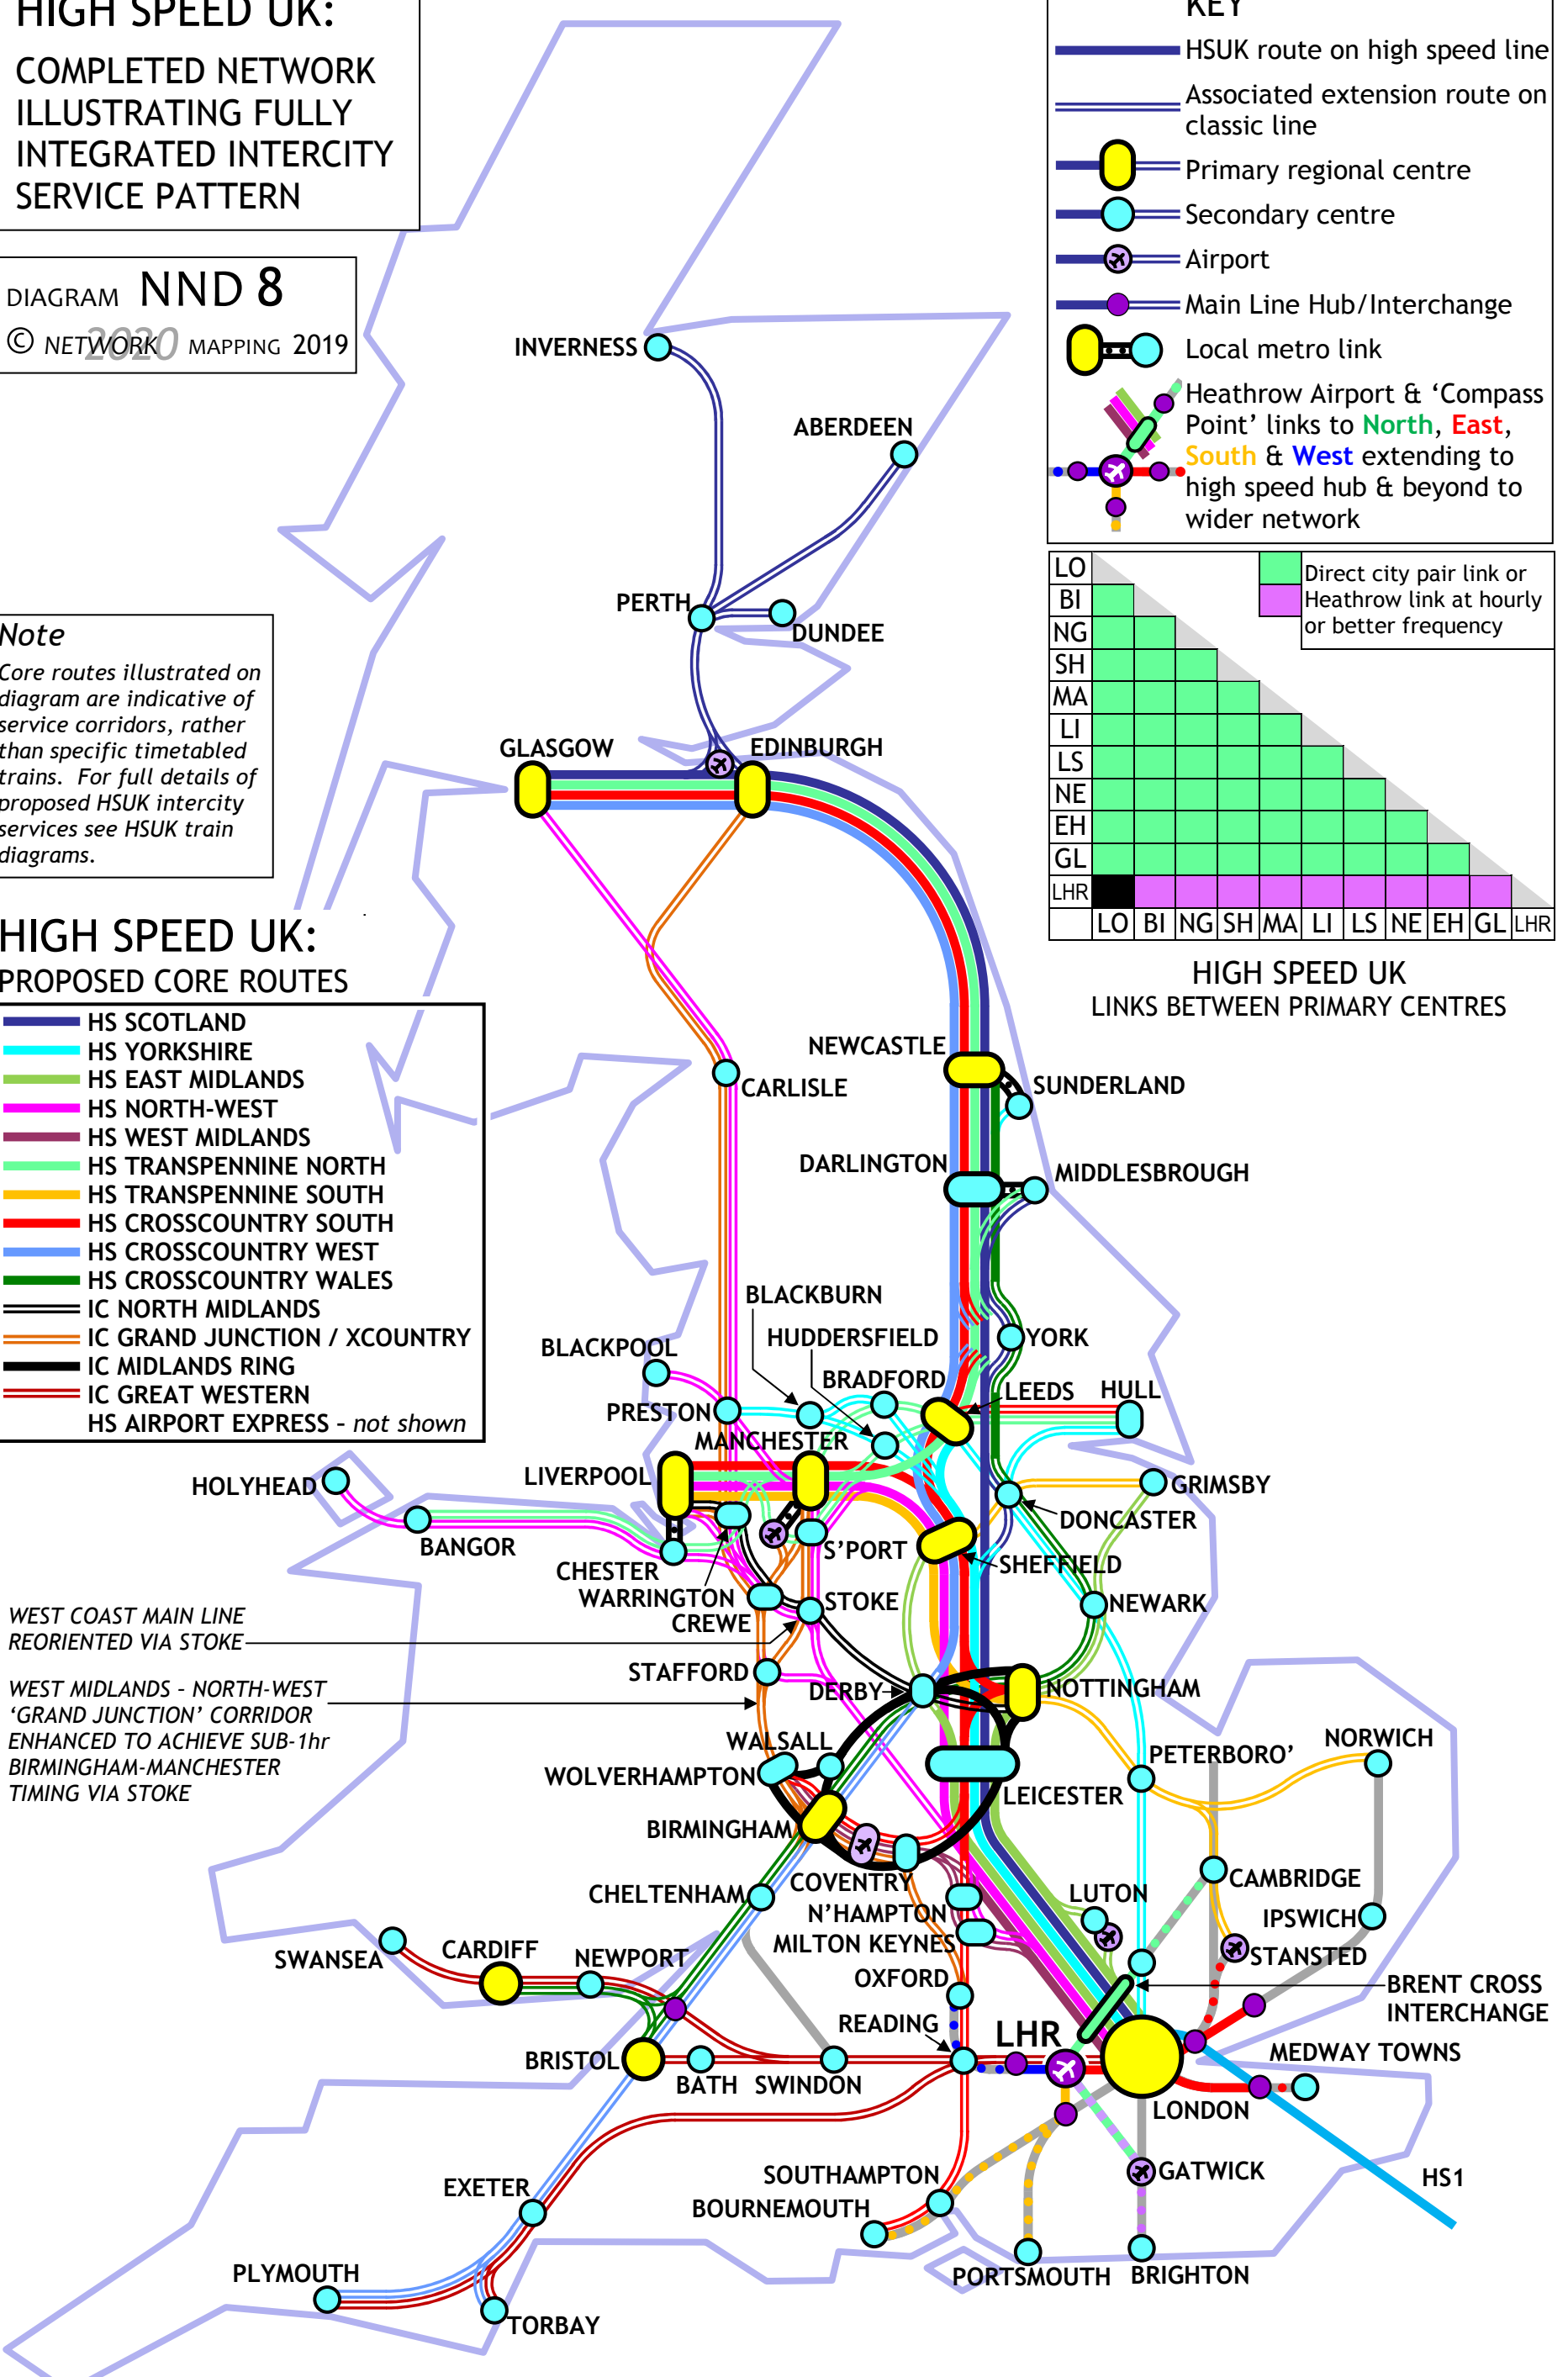 HIGH SPEED UK:
COMPLETED NETWORK
ILLUSTRATING FULLY
INTEGRATED INTERCITY
SERVICE PATTERN
DIAGRAM NND 8
© NETWORK 2020 MAPPING 2019
KEY
HSUK route on high speed line
Associated extension route on
classic line
Primary regional centre
Secondary centre
Airport
Main Line Hub/Interchange
Local metro link
Heathrow Airport & ‘Compass
Point’ links to North, East,
South & West extending to
high speed hub & beyond to
wider network
LO
BI
NG
SH
MA
LI
LS
NE
EH
GL
LHR
LO BI NG SH MA LI LS NE EH GL LHR
Direct city pair link or
Heathrow link at hourly
or better frequency
HIGH SPEED UK
LINKS BETWEEN PRIMARY CENTRES
Note
Core routes illustrated on
diagram are indicative of
service corridors, rather
than specific timetabled
trains. For full details of
proposed HSUK intercity
services see HSUK train
diagrams.
HIGH SPEED UK:
PROPOSED CORE ROUTES
HS SCOTLAND
HS YORKSHIRE
HS EAST MIDLANDS
HS NORTH-WEST
HS WEST MIDLANDS
HS TRANSPENNINE NORTH
HS TRANSPENNINE SOUTH
HS CROSSCOUNTRY SOUTH
HS CROSSCOUNTRY WEST
HS CROSSCOUNTRY WALES
IC NORTH MIDLANDS
IC GRAND JUNCTION / XCOUNTRY
IC MIDLANDS RING
IC GREAT WESTERN
HS AIRPORT EXPRESS - not shown
INVERNESS
ABERDEEN
PERTH
DUNDEE
GLASGOW
EDINBURGH
NEWCASTLE
SUNDERLAND
CARLISLE
DARLINGTON
MIDDLESBROUGH
BLACKBURN
HUDDERSFIELD
YORK
BLACKPOOL
BRADFORD
LEEDS
HULL
PRESTON
MANCHESTER
LIVERPOOL
HOLYHEAD
GRIMSBY
DONCASTER
BANGOR
S’PORT
SHEFFIELD
CHESTER
WARRINGTON
CREWE
STOKE
NEWARK
WEST COAST MAIN LINE
REORIENTED VIA STOKE
STAFFORD
DERBY
NOTTINGHAM
WEST MIDLANDS - NORTH-WEST
‘GRAND JUNCTION’ CORRIDOR
ENHANCED TO ACHIEVE SUB-1hr
BIRMINGHAM-MANCHESTER
TIMING VIA STOKE
WALSALL
WOLVERHAMPTON
PETERBORO’
NORWICH
LEICESTER
BIRMINGHAM
COVENTRY
CHELTENHAM
N’HAMPTON
LUTON
CAMBRIDGE
IPSWICH
MILTON KEYNES
STANSTED
SWANSEA
CARDIFF
NEWPORT
OXFORD
BRENT CROSS
INTERCHANGE
READING
LHR
BRISTOL
BATH
SWINDON
MEDWAY TOWNS
LONDON
SOUTHAMPTON
GATWICK
HS1
EXETER
BOURNEMOUTH
PLYMOUTH
PORTSMOUTH
BRIGHTON
TORBAY